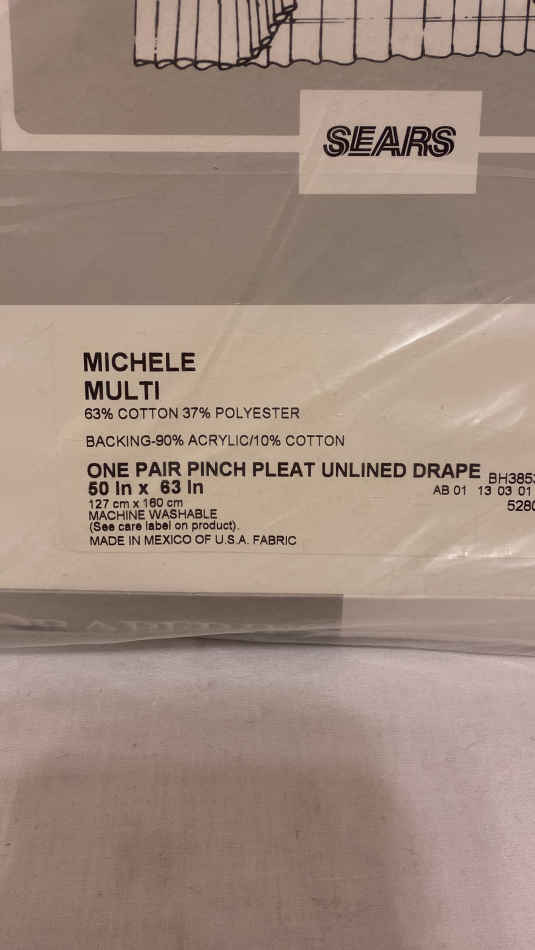 SEARS
MICHELE
MULTI
63% COTTON 37% POLYESTER
BACKING-90% ACRYLIC/10% COTTON
ONE PAIR PINCH PLEAT UNLINED DRAPE
50 In x 63 In
BH3853
127 cm x 160 cm
AB 01 13 03 01
MACHINE WASHABLE
5280
(See care label on product).
MADE IN MEXICO OF U.S.A. FABRIC